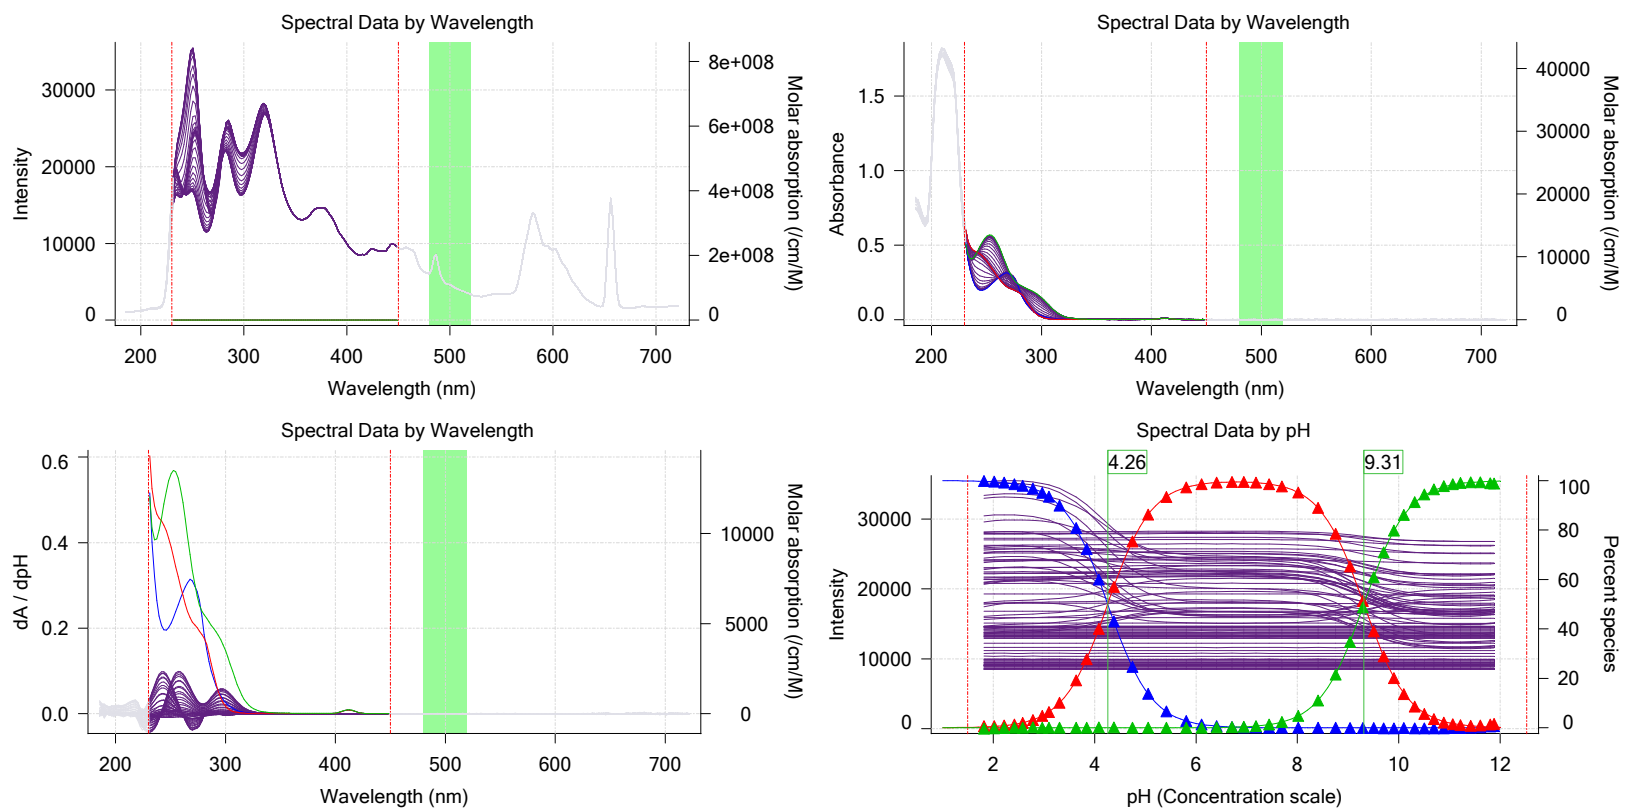 Spectral Data by Wavelength
Intensity
30000
20000
10000
0
8e+008
6e+008
4e+008
2e+008
0
Molar absorption (/cm/M)
200 300 400 500 600 700
Wavelength (nm)
Spectral Data by Wavelength
Absorbance
1.5
1.0
0.5
0.0
40000
30000
20000
10000
0
Molar absorption (/cm/M)
200 300 400 500 600 700
Wavelength (nm)
Spectral Data by Wavelength
dA / dpH
0.6
0.4
0.2
0.0
10000
5000
0
Molar absorption (/cm/M)
200 300 400 500 600 700
Wavelength (nm)
Spectral Data by pH
4.26 9.31
Intensity
30000
20000
10000
0
100
80
60
40
20
0
Percent species
2 4 6 8 10 12
pH (Concentration scale)